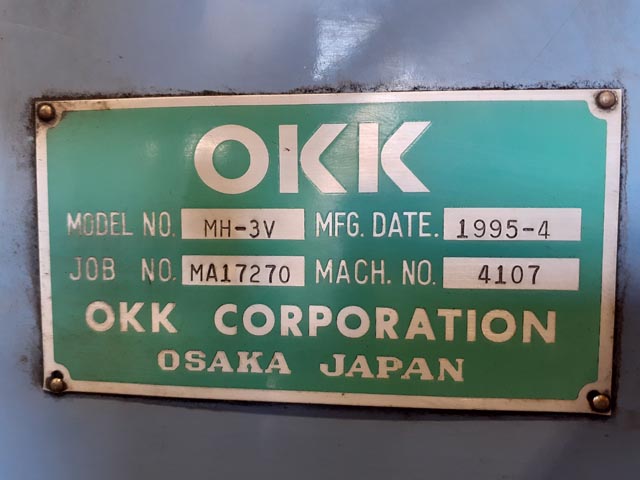 OKK
MODEL NO. MH-3V MFG. DATE. 1995-4
JOB NO. MA17270 MACH. NO. 4107
OKK CORPORATION
OSAKA JAPAN